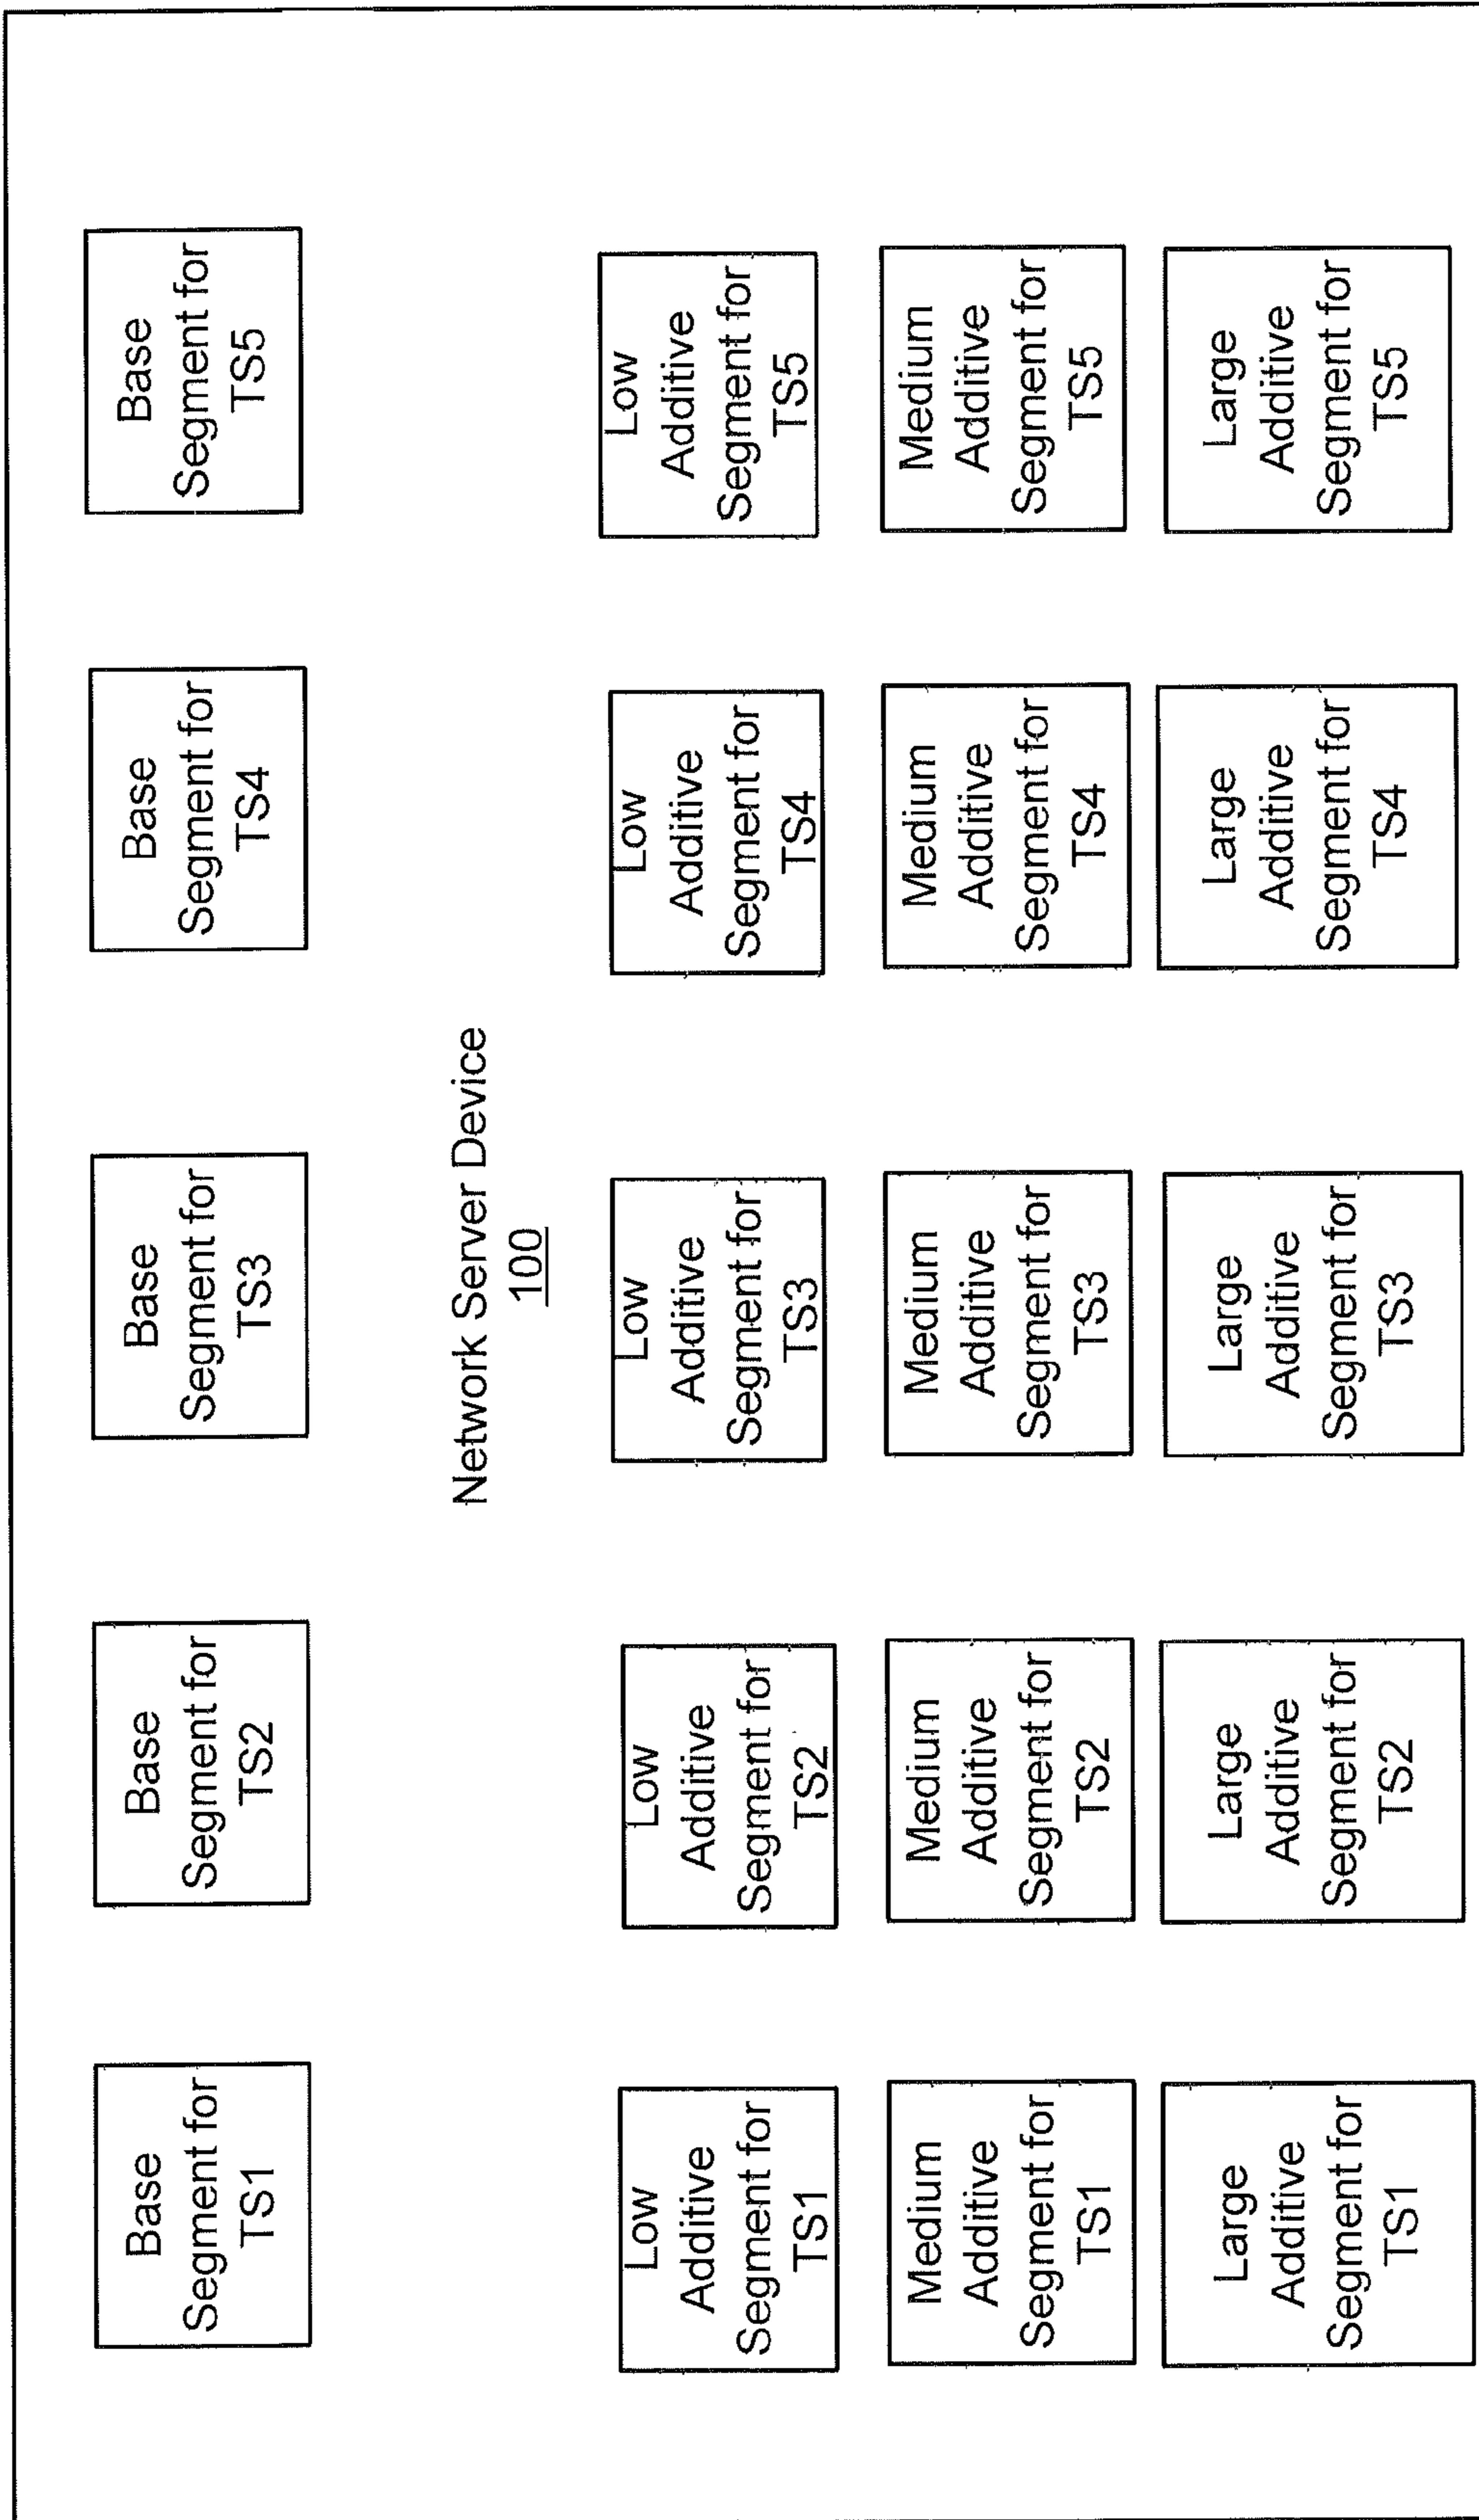 Base
Segment for
TS1
Base
Segment for
TS2
Base
Segment for
TS3
Base
Segment for
TS4
Base
Segment for
TS5
Network Server Device
100
Low
Additive
Segment for
TS1
Low
Additive
Segment for
TS2
Low
Additive
Segment for
TS3
Low
Additive
Segment for
TS4
Low
Additive
Segment for
TS5
Medium
Additive
Segment for
TS1
Medium
Additive
Segment for
TS2
Medium
Additive
Segment for
TS3
Medium
Additive
Segment for
TS4
Medium
Additive
Segment for
TS5
Large
Additive
Segment for
TS1
Large
Additive
Segment for
TS2
Large
Additive
Segment for
TS3
Large
Additive
Segment for
TS4
Large
Additive
Segment for
TS5